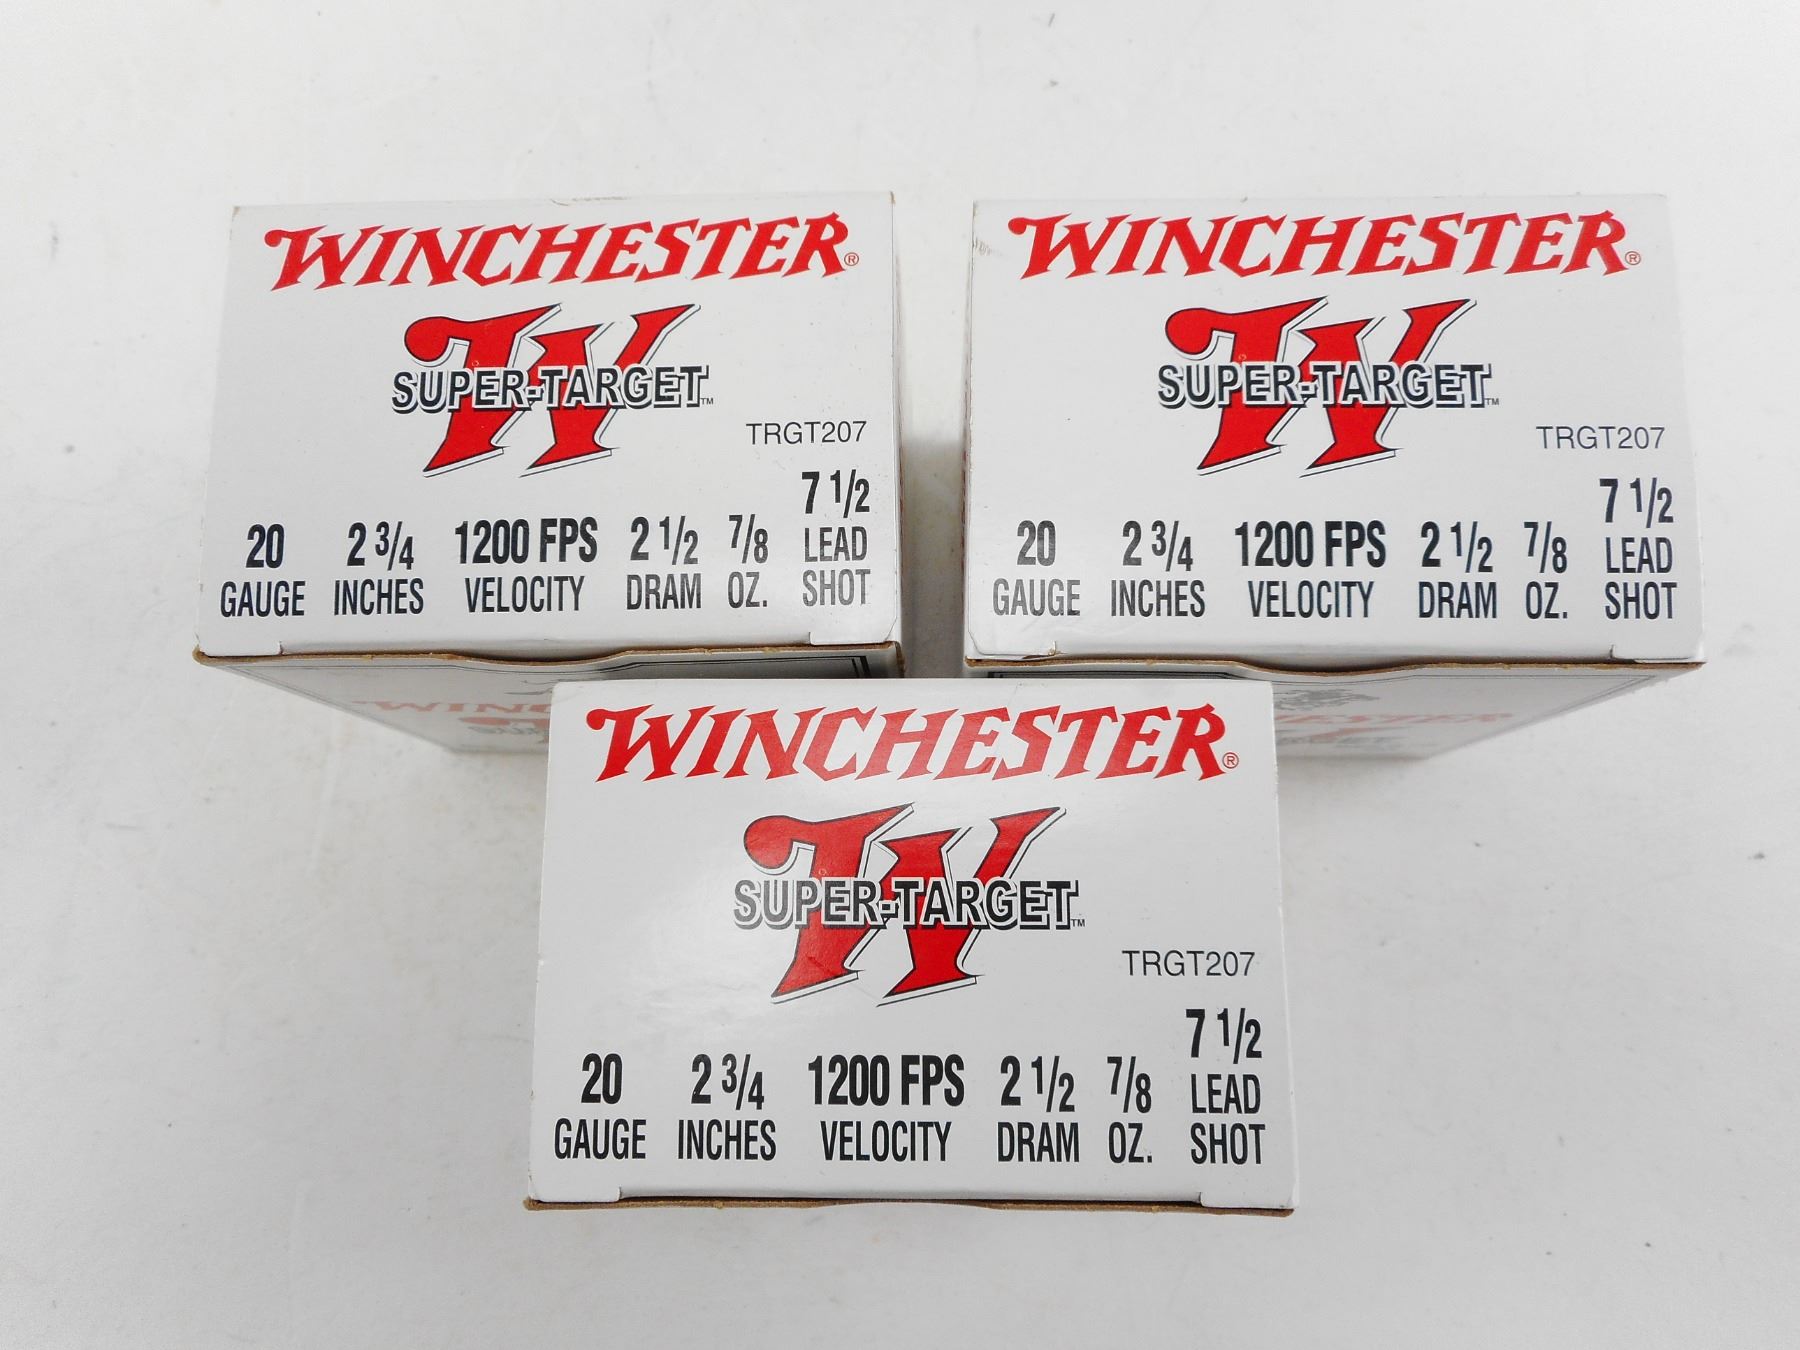 WINCHESTER®
SUPER-TARGET™
TRGT207
20 GAUGE
2 3/4 INCHES
1200 FPS VELOCITY
2 1/2 DRAM
7/8 OZ.
7 1/2 LEAD SHOT
WINCHESTER®
SUPER-TARGET™
TRGT207
20 GAUGE
2 3/4 INCHES
1200 FPS VELOCITY
2 1/2 DRAM
7/8 OZ.
7 1/2 LEAD SHOT
WINCHESTER®
SUPER-TARGET™
TRGT207
20 GAUGE
2 3/4 INCHES
1200 FPS VELOCITY
2 1/2 DRAM
7/8 OZ.
7 1/2 LEAD SHOT